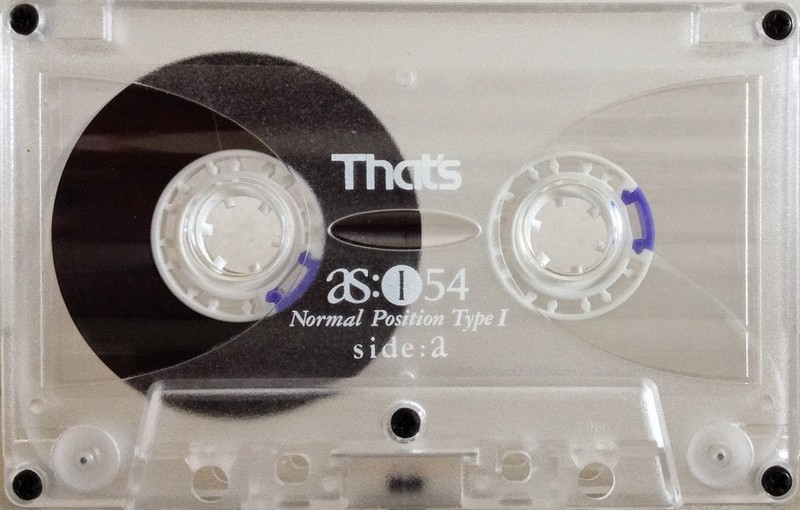 That's
as:I 54
Normal Position Type I
side:a